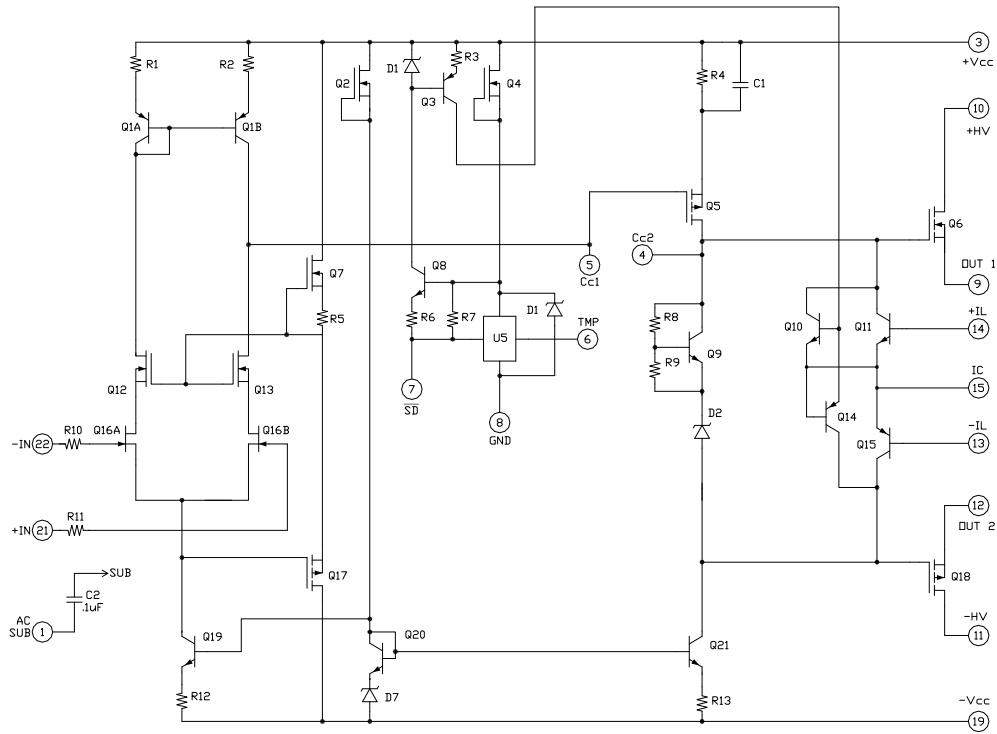 3
+Vcc
R1
R2
Q2
D1
R3
Q3
Q4
R4
C1
10
+HV
Q1A
Q1B
Q5
Q6
Cc2
4
5
Cc1
OUT 1
9
Q7
Q8
R5
R6
R7
D1
U5
TMP
6
R8
Q9
R9
Q10
Q11
+IL
14
IC
15
Q12
Q13
7
SD
8
GND
D2
Q14
Q15
-IL
13
-IN 22
R10
Q16A
Q16B
+IN 21
R11
12
OUT 2
SUB
C2
.1uF
AC
SUB 1
Q17
Q18
-HV
11
Q19
Q20
Q21
R12
D7
R13
-Vcc
19